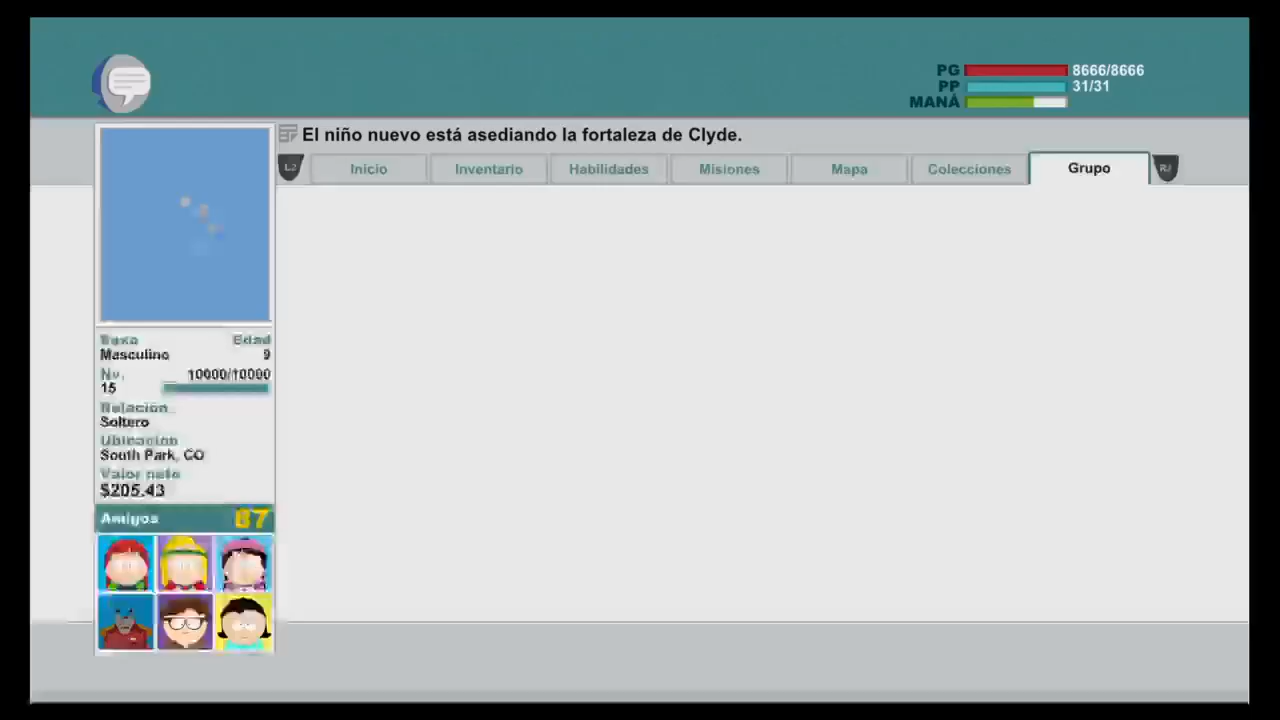 PG 8666/8666
PP 31/31
MANÁ
El niño nuevo está asediando la fortaleza de Clyde.
L2 Inicio Inventario Habilidades Misiones Mapa Colecciones Grupo
Sexo Edad
Masculino 9
Nv. 10000/10000
15
Relación
Soltero
Ubicación
South Park, CO
Valor neto
$205.43
Amigos 87